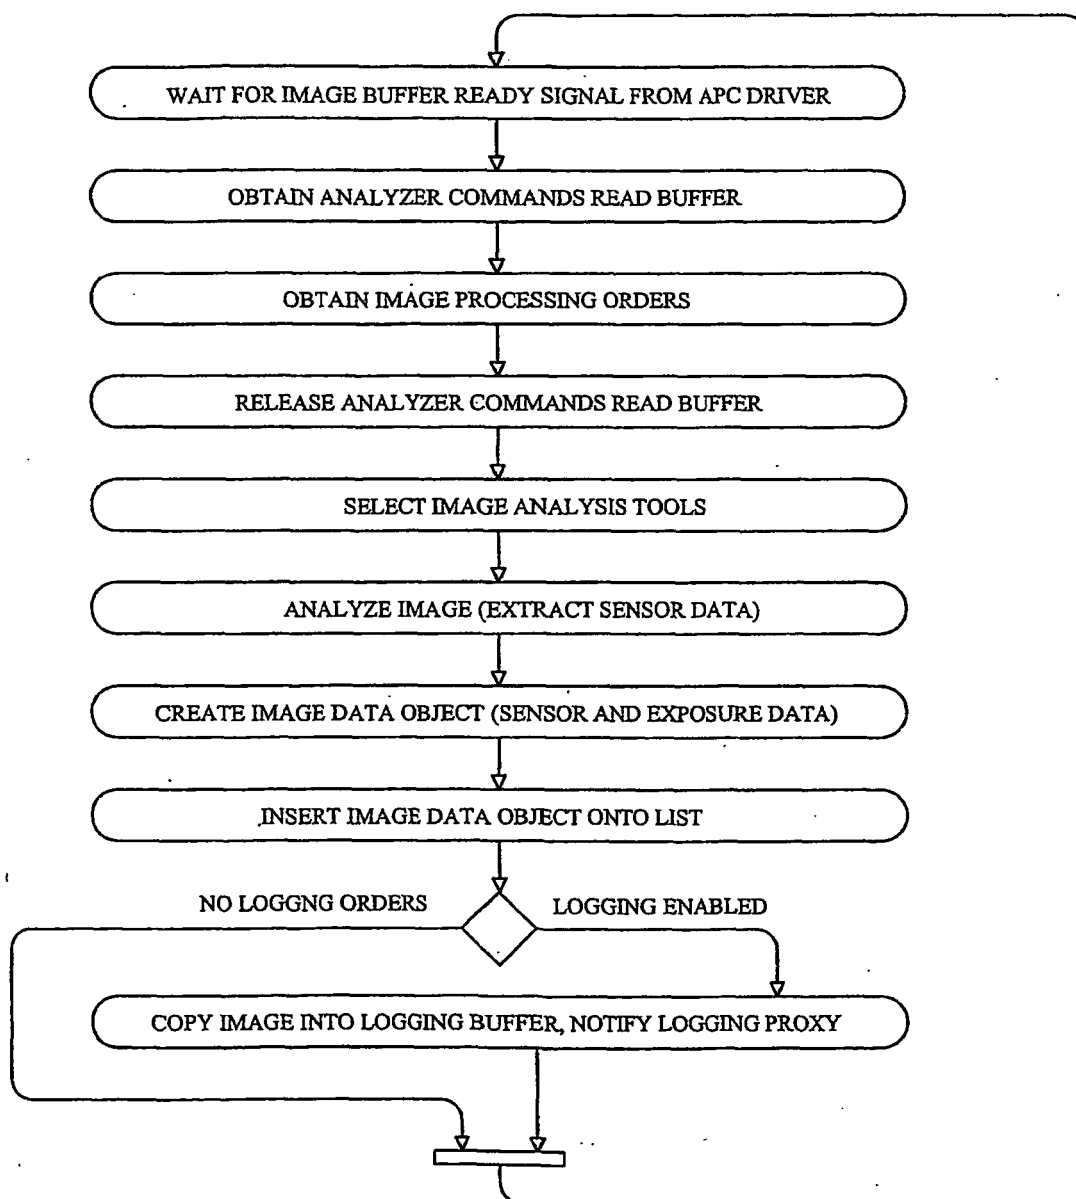 WAIT FOR IMAGE BUFFER READY SIGNAL FROM APC DRIVER
OBTAIN ANALYZER COMMANDS READ BUFFER
OBTAIN IMAGE PROCESSING ORDERS
RELEASE ANALYZER COMMANDS READ BUFFER
SELECT IMAGE ANALYSIS TOOLS
ANALYZE IMAGE (EXTRACT SENSOR DATA)
CREATE IMAGE DATA OBJECT (SENSOR AND EXPOSURE DATA)
INSERT IMAGE DATA OBJECT ONTO LIST
NO LOGGNG ORDERS
LOGGING ENABLED
COPY IMAGE INTO LOGGING BUFFER, NOTIFY LOGGING PROXY